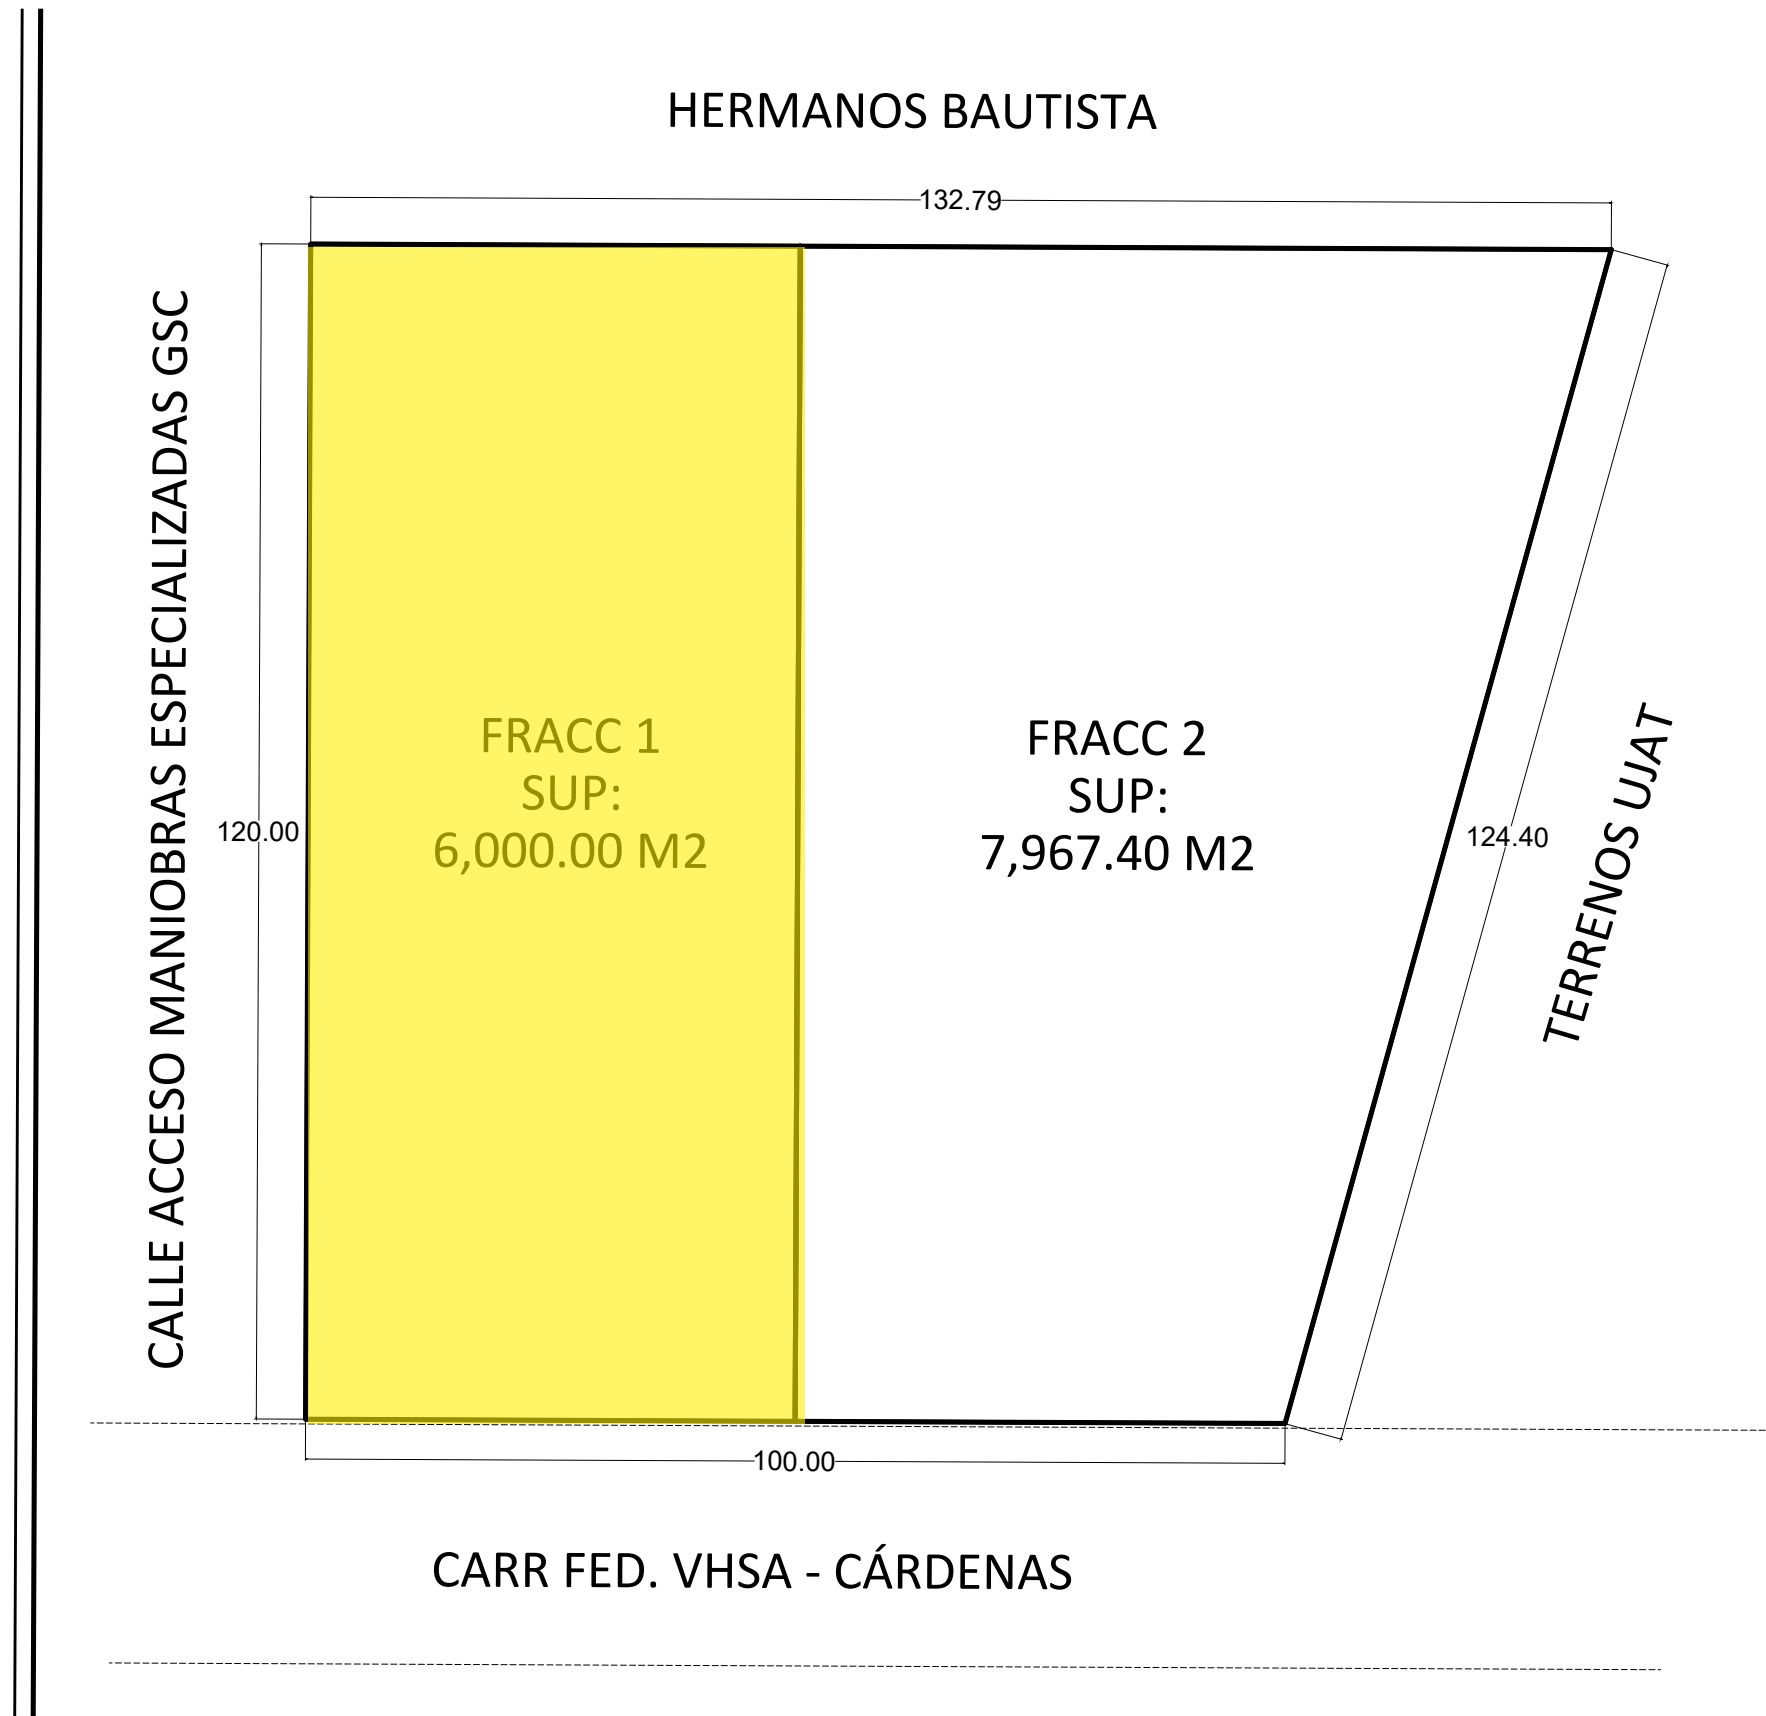 HERMANOS BAUTISTA
132.79
CALLE ACCESO MANIOBRAS ESPECIALIZADAS GSC
120.00
FRACC 1
SUP:
6,000.00 M2
FRACC 2
SUP:
7,967.40 M2
124.40
TERRENOS UJAT
100.00
CARR FED. VHSA - CÁRDENAS